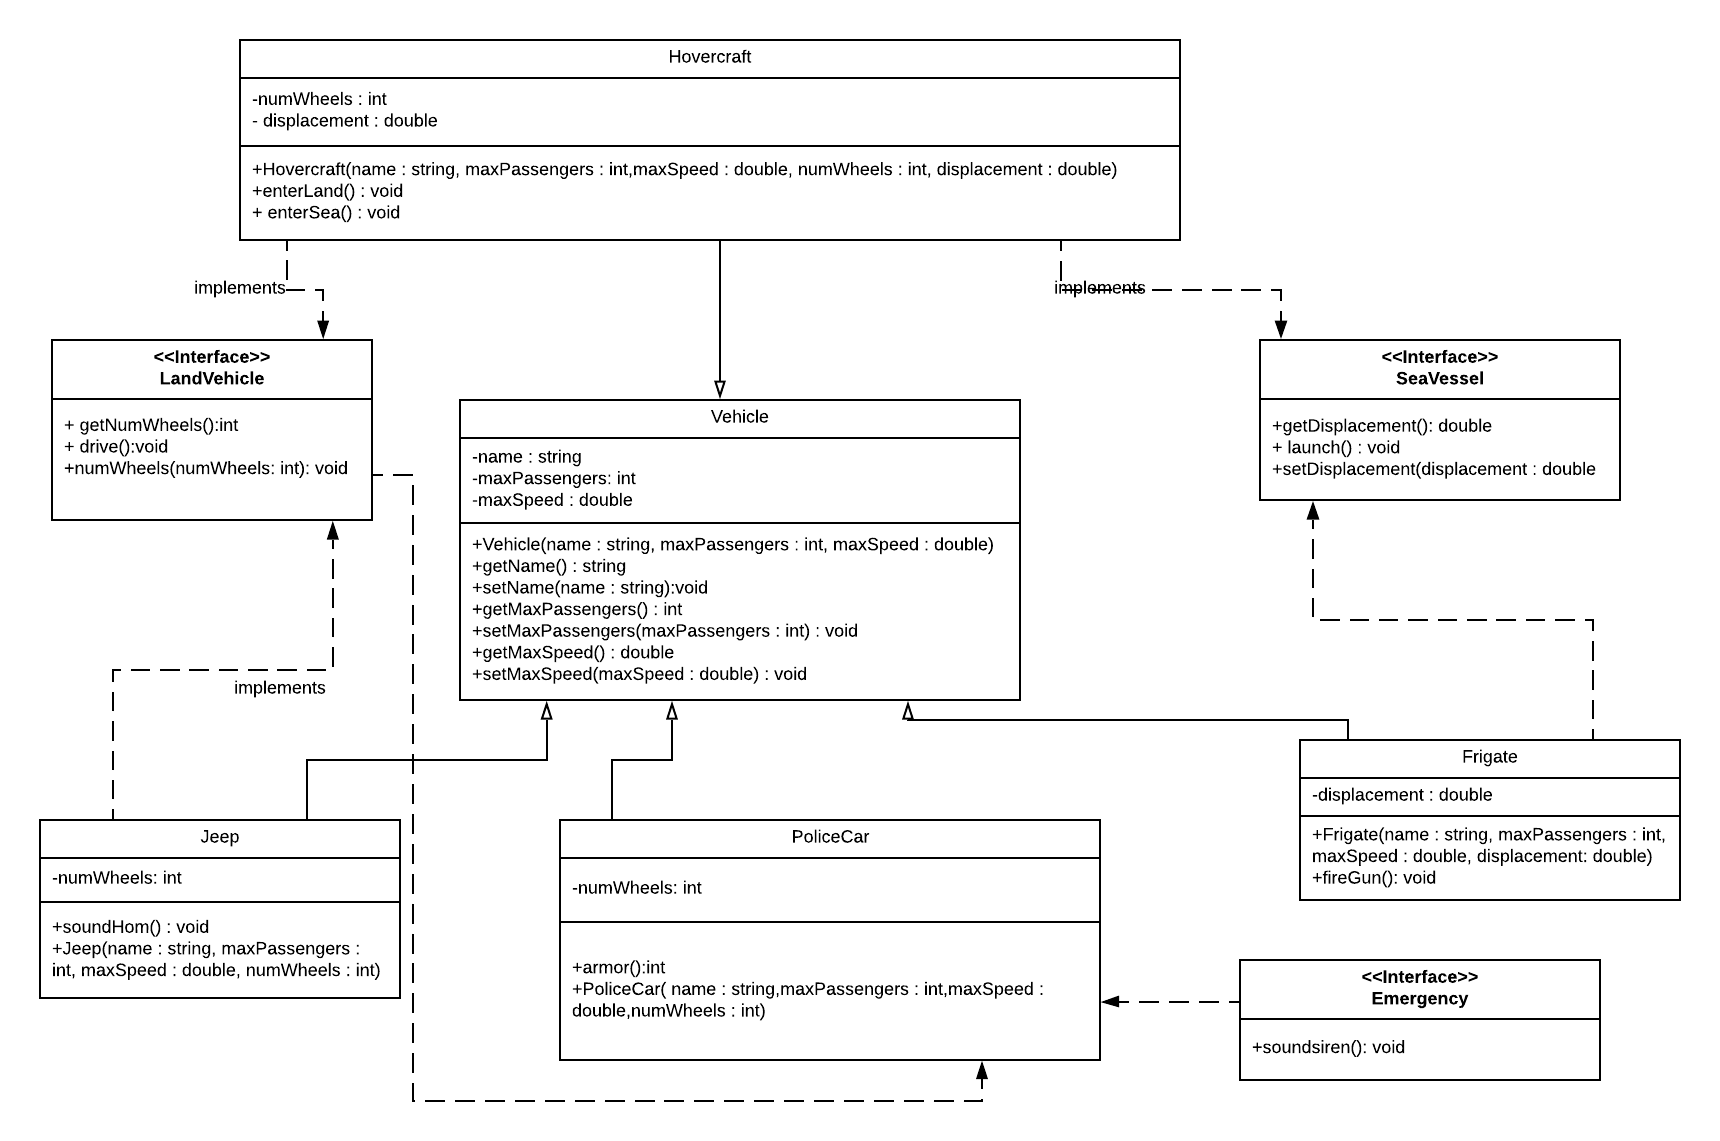 Hovercraft
-numWheels : int
- displacement : double
+Hovercraft(name : string, maxPassengers : int,maxSpeed : double, numWheels : int, displacement : double)
+enterLand() : void
+ enterSea() : void
implements
implements
<<Interface>>
LandVehicle
+ getNumWheels():int
+ drive():void
+numWheels(numWheels: int): void
<<Interface>>
SeaVessel
+getDisplacement(): double
+ launch() : void
+setDisplacement(displacement : double
Vehicle
-name : string
-maxPassengers: int
-maxSpeed : double
+Vehicle(name : string, maxPassengers : int, maxSpeed : double)
+getName() : string
+setName(name : string):void
+getMaxPassengers() : int
+setMaxPassengers(maxPassengers : int) : void
+getMaxSpeed() : double
+setMaxSpeed(maxSpeed : double) : void
implements
Jeep
-numWheels: int
+soundHom() : void
+Jeep(name : string, maxPassengers :
int, maxSpeed : double, numWheels : int)
PoliceCar
-numWheels: int
+armor():int
+PoliceCar( name : string,maxPassengers : int,maxSpeed :
double,numWheels : int)
Frigate
-displacement : double
+Frigate(name : string, maxPassengers : int,
maxSpeed : double, displacement: double)
+fireGun(): void
<<Interface>>
Emergency
+soundsiren(): void